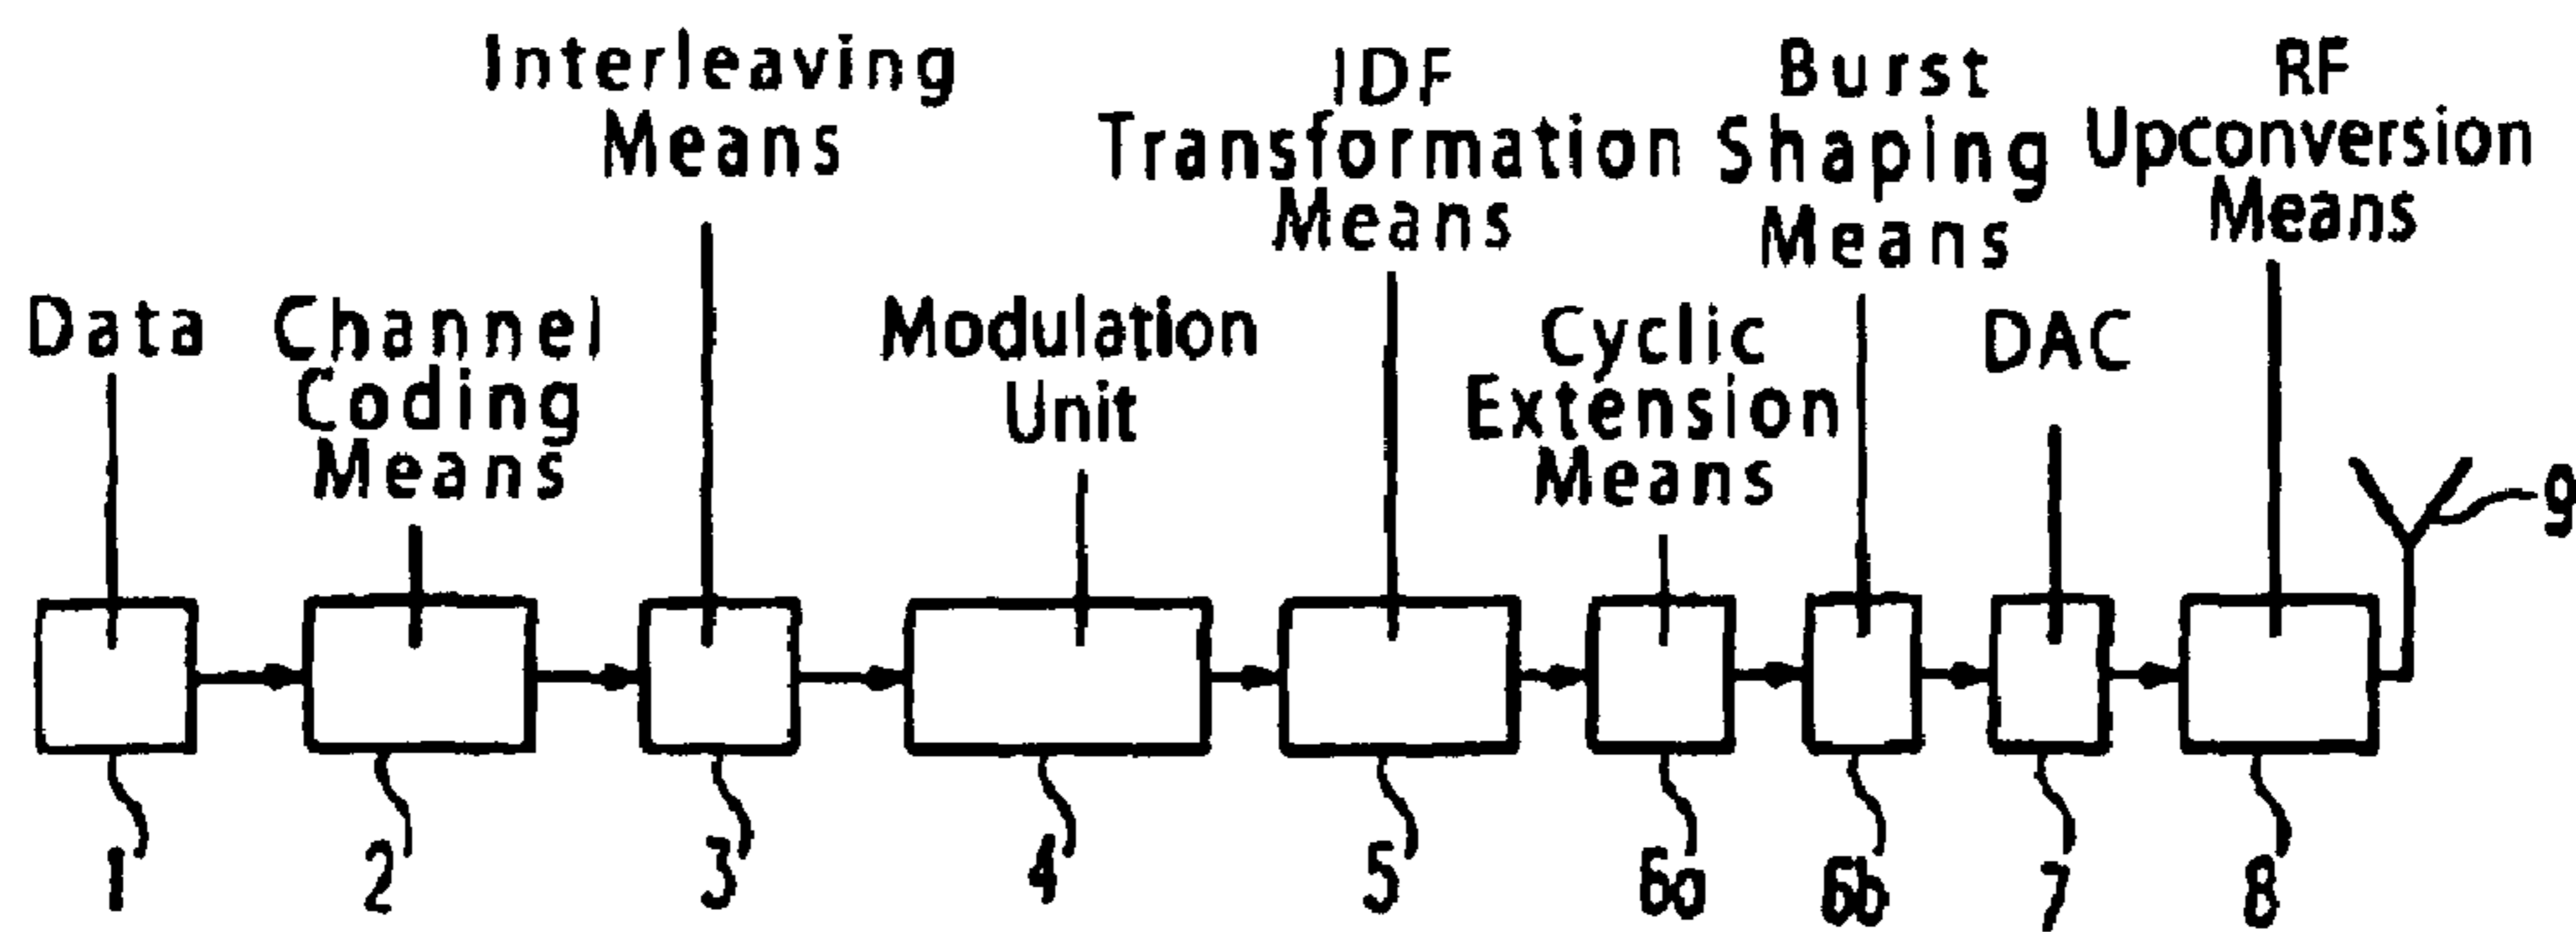 Data
Channel
Coding
Means
Interleaving
Means
Modulation
Unit
IDF
Transformation
Means
Cyclic
Extension
Means
Burst
Shaping
Means
DAC
RF
Upconversion
Means
9
1
2
3
4
5
6a
6b
7
8